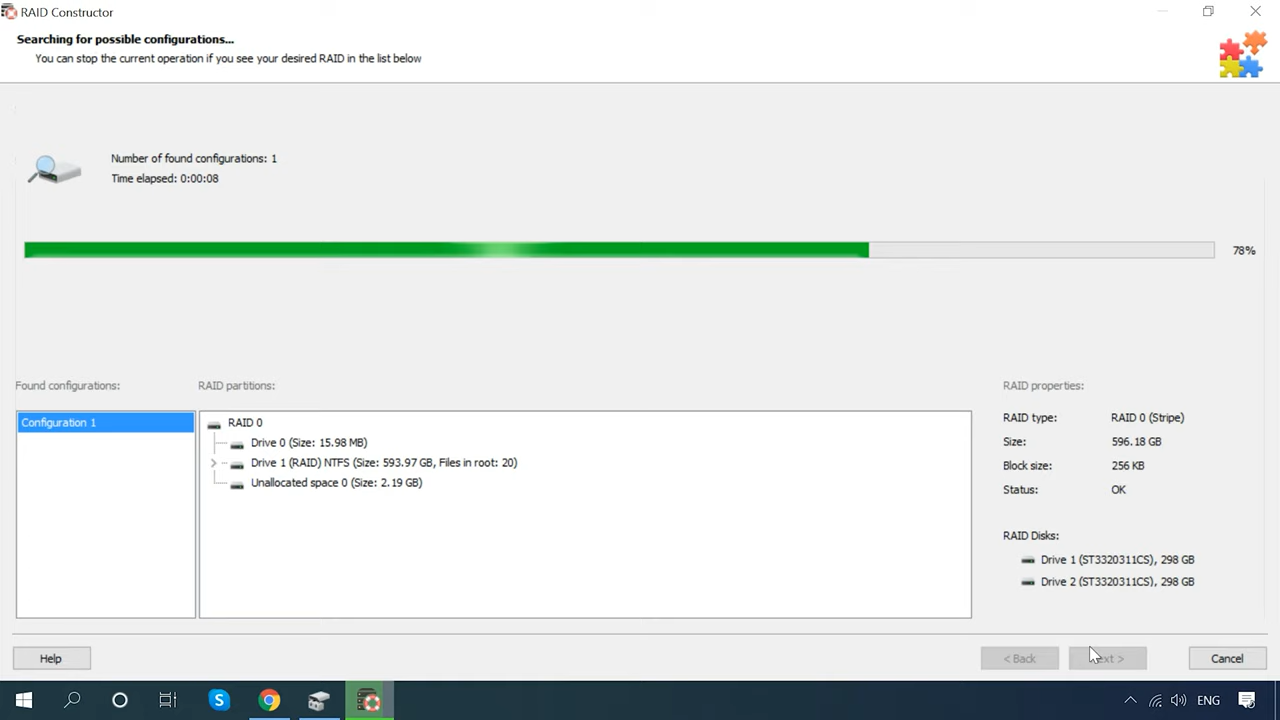 RAID Constructor
Searching for possible configurations...
You can stop the current operation if you see your desired RAID in the list below
Number of found configurations: 1
Time elapsed: 0:00:08
78%
Found configurations:
RAID partitions:
RAID properties:
Configuration 1
RAID 0
Drive 0 (Size: 15.98 MB)
Drive 1 (RAID) NTFS (Size: 593.97 GB, Files in root: 20)
Unallocated space 0 (Size: 2.19 GB)
RAID type: RAID 0 (Stripe)
Size: 596.18 GB
Block size: 256 KB
Status: OK
RAID Disks:
Drive 1 (ST3320311CS), 298 GB
Drive 2 (ST3320311CS), 298 GB
Help
< Back
Cancel
ENG